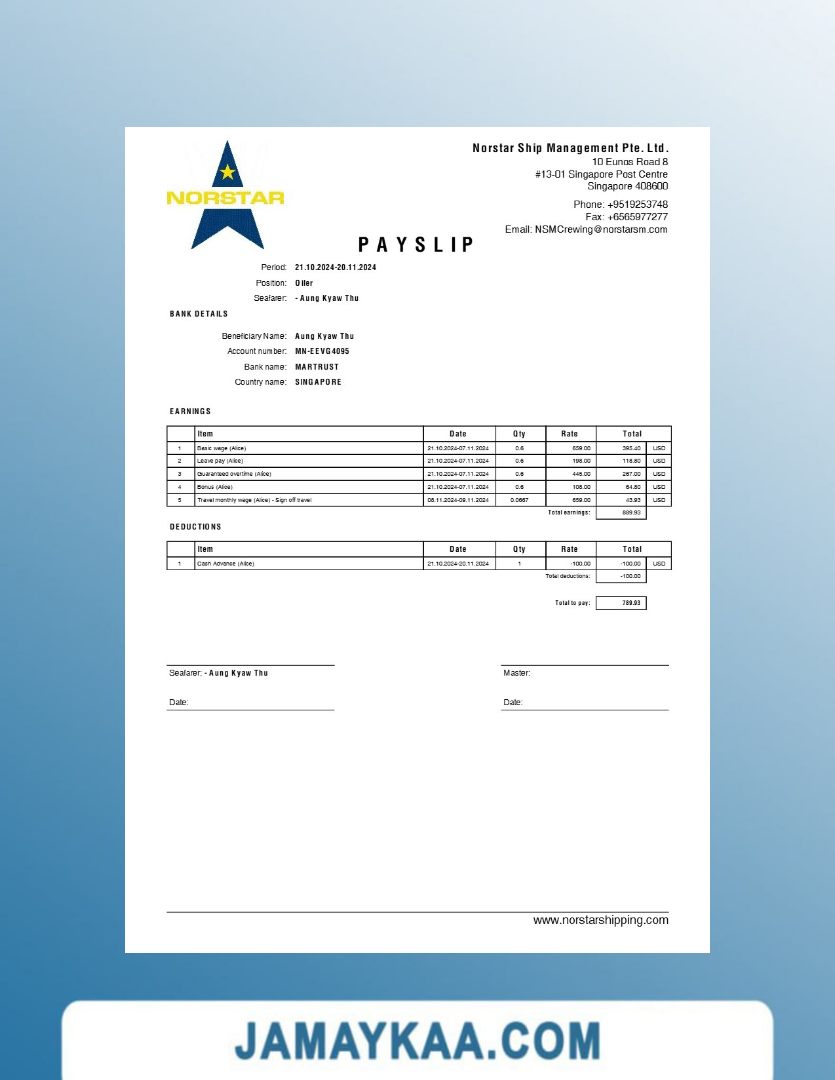 NORSTAR
Norstar Ship Management Pte. Ltd.
10 Eunos Road 8
#13-01 Singapore Post Centre
Singapore 408600
Phone: +9519253748
Fax: +6565977277
Email: NSMCrewing@norstarsm.com
PAYSLIP
Period: 21.10.2024-20.11.2024
Position: Oiler
Seafarer: - Aung Kyaw Thu
BANK DETAILS
Beneficiary Name: Aung Kyaw Thu
Account number: MN-EEVG4095
Bank name: MARTRUST
Country name: SINGAPORE
EARNINGS
Item Date Qty Rate Total
1 Basic wage (Alice) 21.10.2024-07.11.2024 0.6 659.00 395.40 USD
2 Leave pay (Alice) 21.10.2024-07.11.2024 0.6 198.00 118.80 USD
3 Guaranteed overtime (Alice) 21.10.2024-07.11.2024 0.6 445.00 267.00 USD
4 Bonus (Alice) 21.10.2024-07.11.2024 0.6 108.00 64.80 USD
5 Travel monthly wage (Alice) - Sign off travel 08.11.2024-09.11.2024 0.0667 659.00 43.93 USD
Total earnings: 889.93
DEDUCTIONS
Item Date Qty Rate Total
1 Cash Advance (Alice) 21.10.2024-20.11.2024 1 -100.00 -100.00 USD
Total deductions: -100.00
Total to pay: 789.93
Seafarer: - Aung Kyaw Thu
Master:
Date:
Date:
www.norstarshipping.com
JAMAYKAA.COM